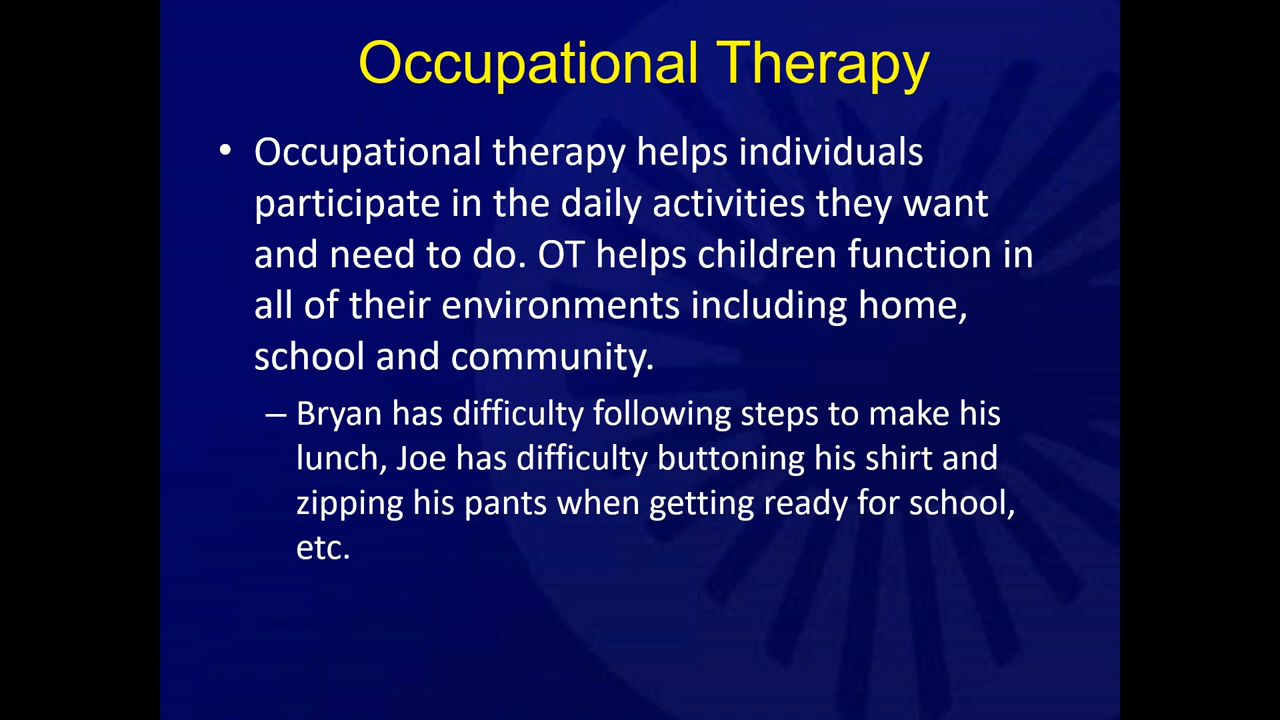 Occupational Therapy
• Occupational therapy helps individuals
participate in the daily activities they want
and need to do. OT helps children function in
all of their environments including home,
school and community.
– Bryan has difficulty following steps to make his
lunch, Joe has difficulty buttoning his shirt and
zipping his pants when getting ready for school,
etc.